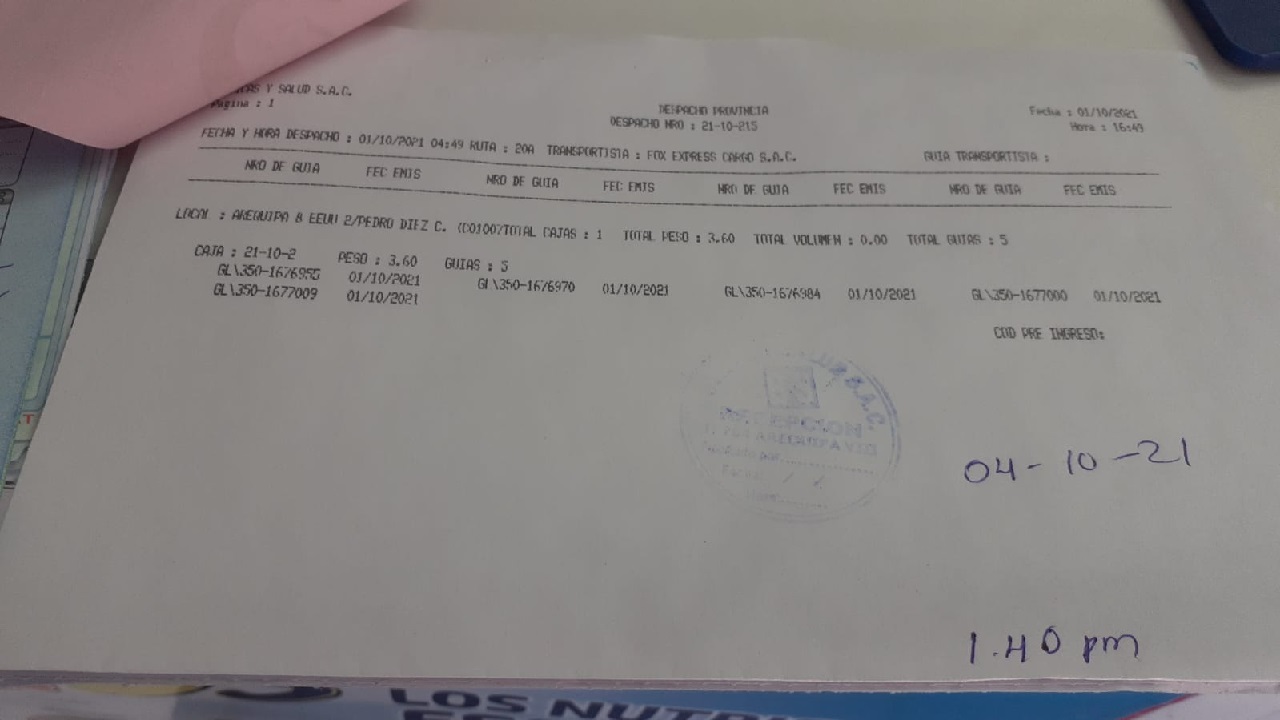 Y SALUD S.A.C.
Página : 1
DESPACHO PROVINCIA
DESPACHO NRO : 21-10-215
Fecha : 01/10/2021
Hora : 16:49
FECHA Y HORA DESPACHO : 01/10/2021 04:49 RUTA : 20A TRANSPORTISTA : FOX EXPRESS CARGO S.A.C. GUIA TRANSPORTISTA :
NRO DE GUIA FEC EMIS NRO DE GUIA FEC EMIS NRO DE GUIA FEC EMIS NRO DE GUIA FEC EMIS
LOCAL : AREQUIPA 8 EEUU 2/PEDRO DIEZ C. TOTAL CAJAS : 1 TOTAL PESO : 3.60 TOTAL VOLUMEN : 0.00 TOTAL GUIAS : 5
CAJA : 21-10-2 PESO : 3.60 GUIAS : 5
GL\350-1676955 01/10/2021 GL\350-1676970 01/10/2021 GL\350-1676984 01/10/2021 GL\350-1677000 01/10/2021
GL\350-1677009 01/10/2021
COD PRE INGRESO:
S.A.C.
RECEPCION
AREQUIPA
04-10-21
1.40 pm
LOS